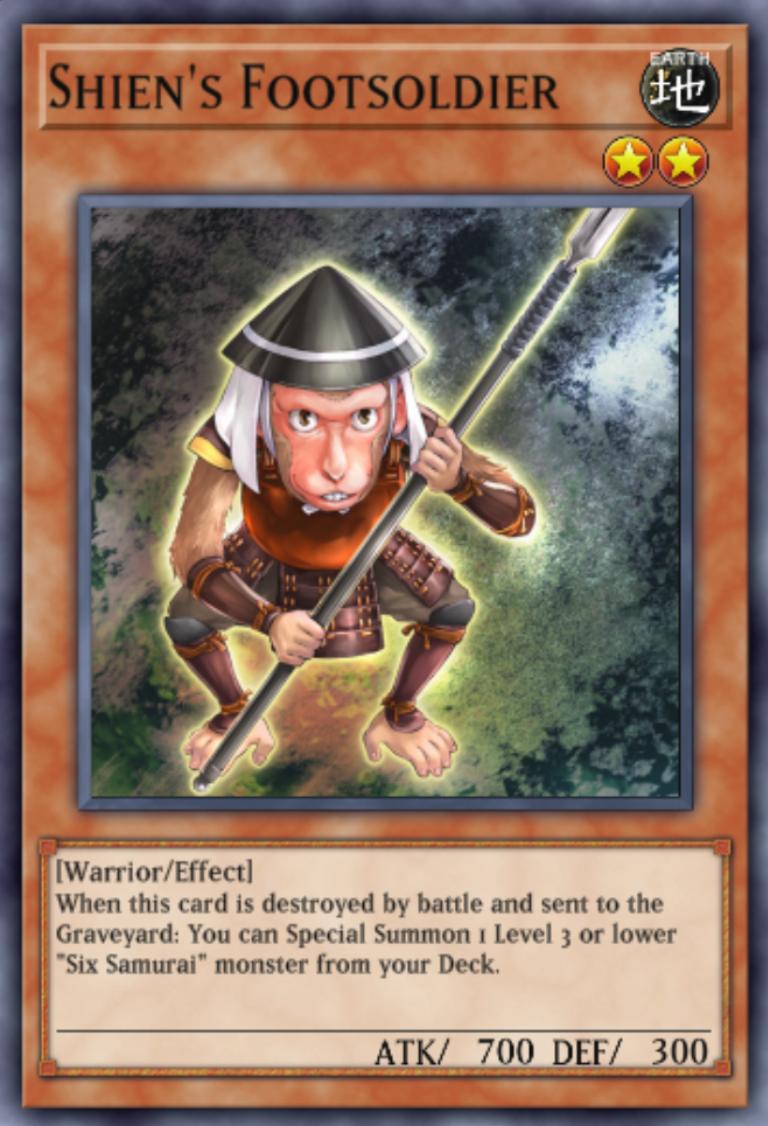 Shien's Footsoldier
EARTH
地
[Warrior/Effect]
When this card is destroyed by battle and sent to the
Graveyard: You can Special Summon 1 Level 3 or lower
"Six Samurai" monster from your Deck.
ATK/ 700 DEF/ 300